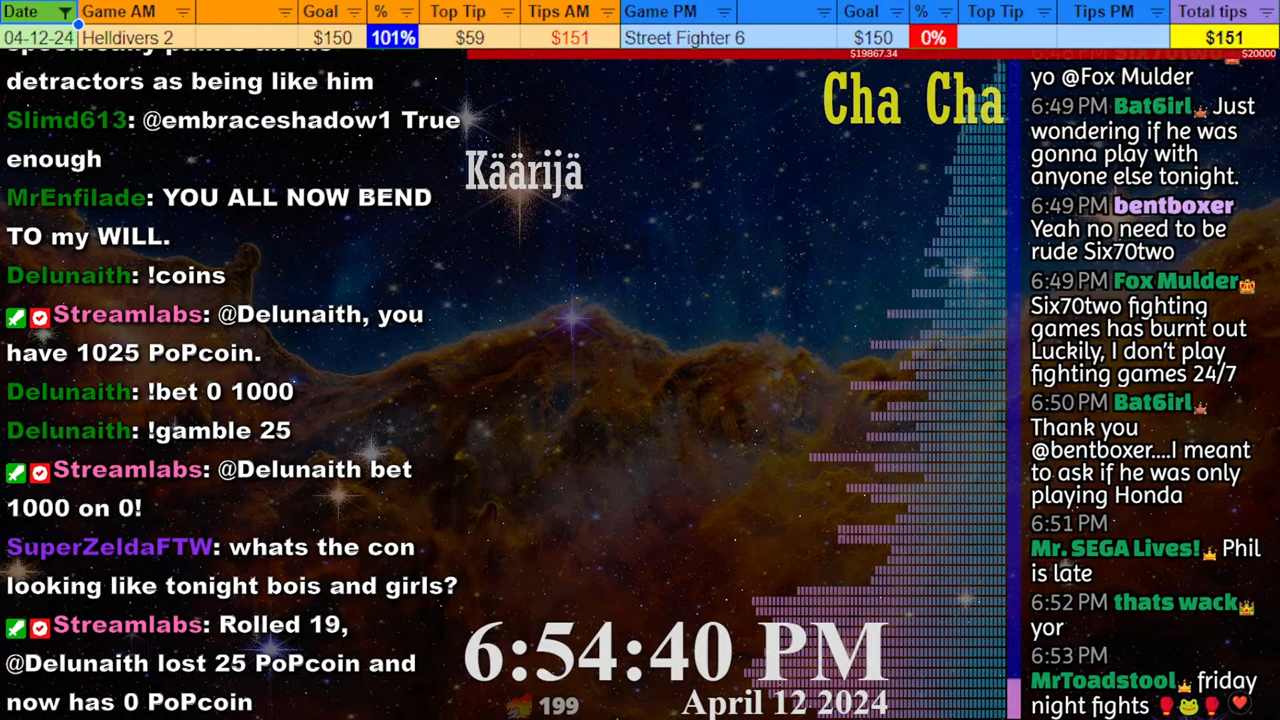 Date Game AM Goal % Top Tip Tips AM Game PM Goal % Top Tip Tips PM Total tips
04-12-24 Helldivers 2 $150 101% $59 $151 Street Fighter 6 $150 0% $151
$19867.34 $20000
detractors as being like him
Slimd613: @embraceshadow1 True
enough
MrEnfilade: YOU ALL NOW BEND
TO my WILL.
Delunaith: !coins
Streamlabs: @Delunaith, you
have 1025 PoPcoin.
Delunaith: !bet 0 1000
Delunaith: !gamble 25
Streamlabs: @Delunaith bet
1000 on 0!
SuperZeldaFTW: whats the con
looking like tonight bois and girls?
Streamlabs: Rolled 19,
@Delunaith lost 25 PoPcoin and
now has 0 PoPcoin
Cha Cha
Käärijä
6:54:40 PM
April 12 2024
199
6:48 PM Six70two
yo @Fox Mulder
6:49 PM Bat6irl Just
wondering if he was
gonna play with
anyone else tonight.
6:49 PM bentboxer
Yeah no need to be
rude Six70two
6:49 PM Fox Mulder
Six70two fighting
games has burnt out
Luckily, I don't play
fighting games 24/7
6:50 PM Bat6irl
Thank you
@bentboxer....I meant
to ask if he was only
playing Honda
6:51 PM
Mr. SEGA Lives! Phil
is late
6:52 PM thats wack
yor
6:53 PM
MrToadstool friday
night fights